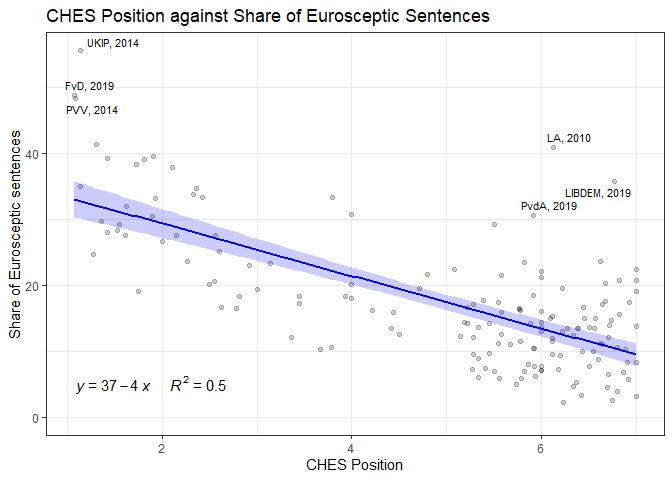 CHES Position against Share of Eurosceptic Sentences
UKIP, 2014
FvD, 2019
PVV, 2014
LA, 2010
LIBDEM, 2019
PvdA, 2019
Share of Eurosceptic sentences
40
20
0
y = 37 − 4 x R² = 0.5
2 4 6
CHES Position